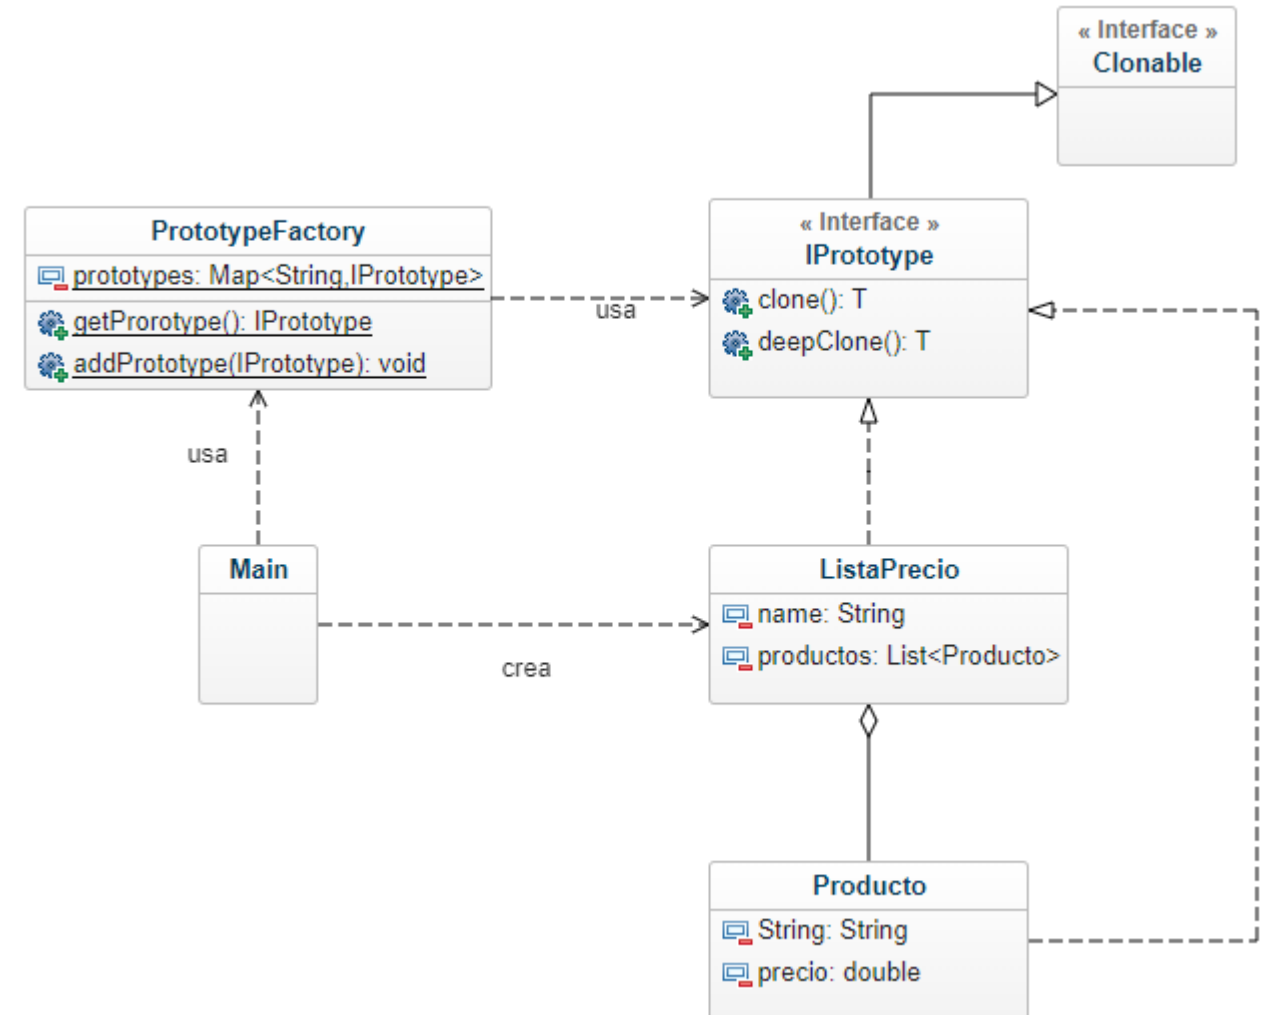 « Interface »
Clonable
PrototypeFactory
prototypes: Map<String,IPrototype>
getProrotype(): IPrototype
addPrototype(IPrototype): void
usa
« Interface »
IPrototype
clone(): T
deepClone(): T
usa
Main
crea
ListaPrecio
name: String
productos: List<Producto>
Producto
String: String
precio: double